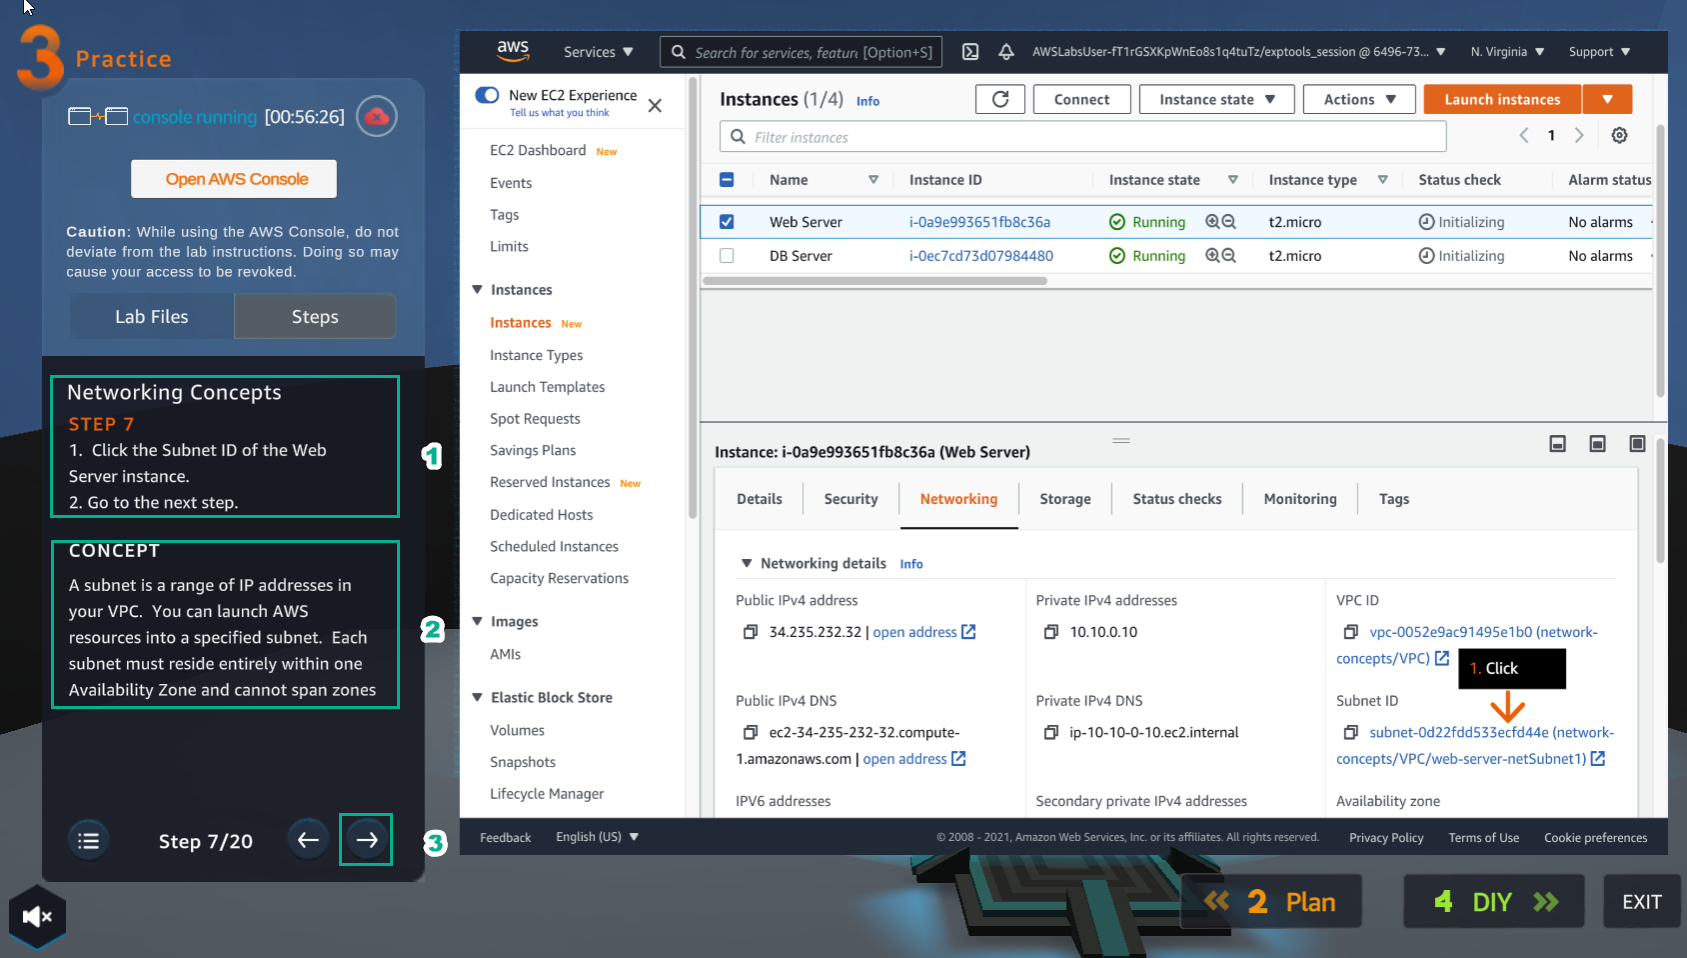 3 Practice
console running [00:56:26]
Open AWS Console
Caution: While using the AWS Console, do not
deviate from the lab instructions. Doing so may
cause your access to be revoked.
Lab Files
Steps
Networking Concepts
STEP 7
1. Click the Subnet ID of the Web
Server instance.
2. Go to the next step.
1
CONCEPT
A subnet is a range of IP addresses in
your VPC. You can launch AWS
resources into a specified subnet. Each
subnet must reside entirely within one
Availability Zone and cannot span zones
2
Step 7/20
3
aws
Services
Search for services, featur [Option+S]
AWSLabsUser-fT1rGSXKpWnEo8s1q4tuTz/exptools_session @ 6496-73...
N. Virginia
Support
New EC2 Experience
Tell us what you think
EC2 Dashboard New
Events
Tags
Limits
Instances
Instances New
Instance Types
Launch Templates
Spot Requests
Savings Plans
Reserved Instances New
Dedicated Hosts
Scheduled Instances
Capacity Reservations
Images
AMIs
Elastic Block Store
Volumes
Snapshots
Lifecycle Manager
Instances (1/4) Info
Connect
Instance state
Actions
Launch instances
Filter instances
1
Name Instance ID Instance state Instance type Status check Alarm status
Web Server i-0a9e993651fb8c36a Running t2.micro Initializing No alarms
DB Server i-0ec7cd73d07984480 Running t2.micro Initializing No alarms
Instance: i-0a9e993651fb8c36a (Web Server)
Details Security Networking Storage Status checks Monitoring Tags
Networking details Info
Public IPv4 address
34.235.232.32 | open address
Private IPv4 addresses
10.10.0.10
VPC ID
vpc-0052e9ac91495e1b0 (network-
concepts/VPC)
1. Click
Public IPv4 DNS
ec2-34-235-232-32.compute-
1.amazonaws.com | open address
Private IPv4 DNS
ip-10-10-0-10.ec2.internal
Subnet ID
subnet-0d22fdd533ecfd44e (network-
concepts/VPC/web-server-netSubnet1)
IPV6 addresses
Secondary private IPv4 addresses
Availability zone
Feedback
English (US)
© 2008 - 2021, Amazon Web Services, Inc. or its affiliates. All rights reserved.
Privacy Policy
Terms of Use
Cookie preferences
2 Plan
4 DIY
EXIT